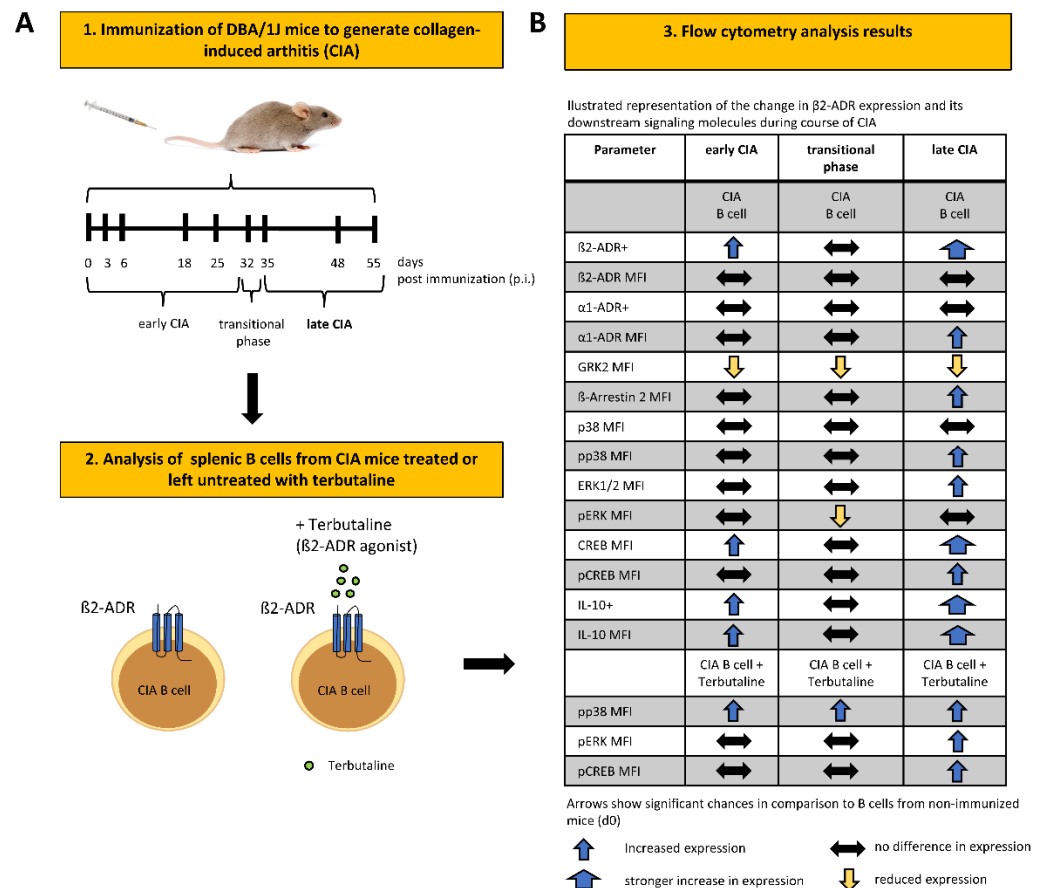 A
1. Immunization of DBA/1J mice to generate collagen-
induced arthitis (CIA)
0 3 6 18 25 32 35 48 55 days
post immunization (p.i.)
early CIA transitional late CIA
phase
2. Analysis of splenic B cells from CIA mice treated or
left untreated with terbutaline
+ Terbutaline
(ß2-ADR agonist)
ß2-ADR ß2-ADR
CIA B cell CIA B cell
Terbutaline
B
3. Flow cytometry analysis results
Ilustrated representation of the change in β2-ADR expression and its
downstream signaling molecules during course of CIA
Parameter early CIA transitional late CIA
phase
CIA CIA CIA
B cell B cell B cell
ß2-ADR+
ß2-ADR MFI
α1-ADR+
α1-ADR MFI
GRK2 MFI
ß-Arrestin 2 MFI
p38 MFI
pp38 MFI
ERK1/2 MFI
pERK MFI
CREB MFI
pCREB MFI
IL-10+
IL-10 MFI
CIA B cell + CIA B cell + CIA B cell +
Terbutaline Terbutaline Terbutaline
pp38 MFI
pERK MFI
pCREB MFI
Arrows show significant chances in comparison to B cells from non-immunized
mice (d0)
Increased expression no difference in expression
stronger increase in expression reduced expression